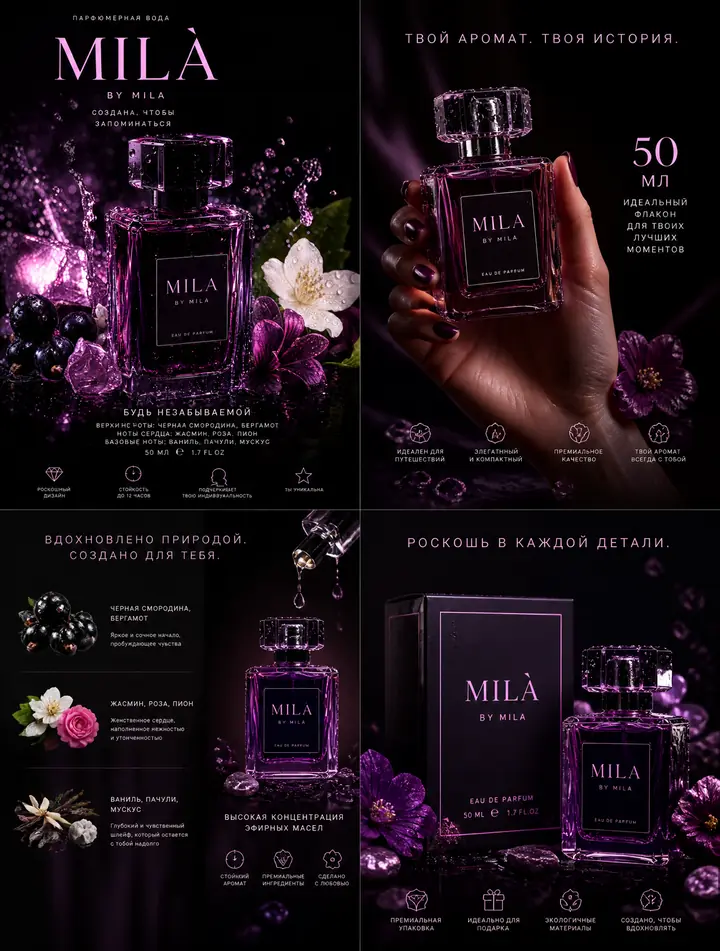 ПАРФЮМЕРНАЯ ВОДА
MILÀ
BY MILA
СОЗДАНА, ЧТОБЫ
ЗАПОМИНАТЬСЯ
MILA
BY MILA
EAU DE PARFUM
БУДЬ НЕЗАБЫВАЕМОЙ
ВЕРХНИЕ НОТЫ: ЧЕРНАЯ СМОРОДИНА, БЕРГАМОТ
НОТЫ СЕРДЦА: ЖАСМИН, РОЗА, ПИОН
БАЗОВЫЕ НОТЫ: ВАНИЛЬ, ПАЧУЛИ, МУСКУС
50 МЛ ℮ 1.7 FL.OZ
РОСКОШНЫЙ
ДИЗАЙН
СТОЙКОСТЬ
ДО 12 ЧАСОВ
ПОДЧЕРКИВАЕТ
ТВОЮ ИНДИВИДУАЛЬНОСТЬ
ТЫ УНИКАЛЬНА
ТВОЙ АРОМАТ. ТВОЯ ИСТОРИЯ.
MILA
BY MILA
EAU DE PARFUM
50
МЛ
ИДЕАЛЬНЫЙ
ФЛАКОН
ДЛЯ ТВОИХ
ЛУЧШИХ
МОМЕНТОВ
ИДЕАЛЕН ДЛЯ
ПУТЕШЕСТВИЙ
ЭЛЕГАНТНЫЙ
И КОМПАКТНЫЙ
ПРЕМИАЛЬНОЕ
КАЧЕСТВО
ТВОЙ АРОМАТ
ВСЕГДА С ТОБОЙ
ВДОХНОВЛЕНО ПРИРОДОЙ.
СОЗДАНО ДЛЯ ТЕБЯ.
ЧЕРНАЯ СМОРОДИНА,
БЕРГАМОТ
Яркое и сочное начало,
пробуждающее чувства
ЖАСМИН, РОЗА, ПИОН
Женственное сердце,
наполненное нежностью
и утонченностью
ВАНИЛЬ, ПАЧУЛИ,
МУСКУС
Глубокий и чувственный
шлейф, который остается
с тобой надолго
MILA
BY MILA
EAU DE PARFUM
ВЫСОКАЯ КОНЦЕНТРАЦИЯ
ЭФИРНЫХ МАСЕЛ
СТОЙКИЙ
АРОМАТ
ПРЕМИАЛЬНЫЕ
ИНГРЕДИЕНТЫ
СДЕЛАНО
С ЛЮБОВЬЮ
РОСКОШЬ В КАЖДОЙ ДЕТАЛИ.
MILÀ
BY MILA
EAU DE PARFUM
50 ML ℮ 1.7 FL.OZ
MILA
BY MILA
EAU DE PARFUM
ПРЕМИАЛЬНАЯ
УПАКОВКА
ИДЕАЛЬНО ДЛЯ
ПОДАРКА
ЭКОЛОГИЧНЫЕ
МАТЕРИАЛЫ
СОЗДАНО, ЧТОБЫ
ВДОХНОВЛЯТЬ